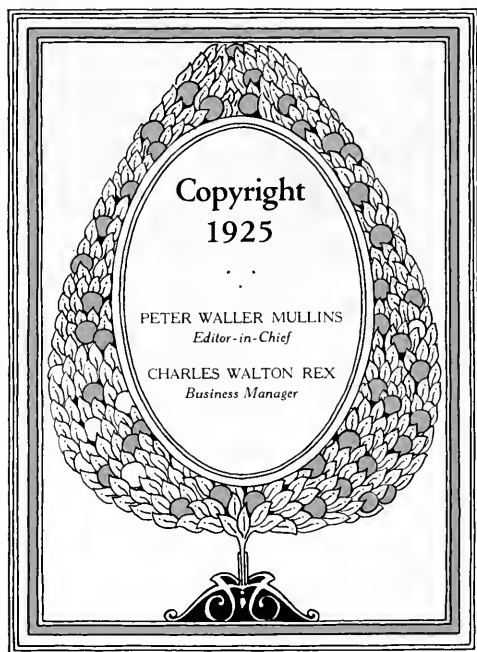 Copyright
1925
PETER WALLER MULLINS
Editor-in-Chief
CHARLES WALTON REX
Business Manager